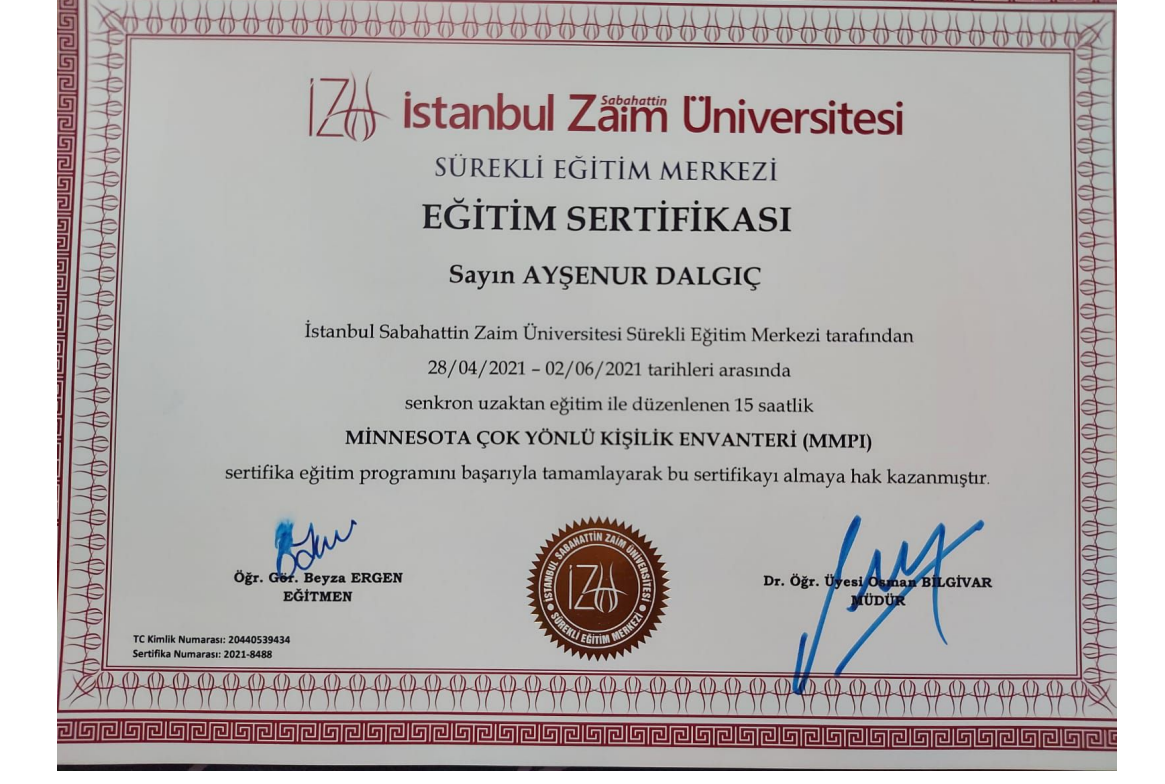 İZÜ İstanbul Sabahattin Zaim Üniversitesi
SÜREKLİ EĞİTİM MERKEZİ
EĞİTİM SERTİFİKASI
Sayın AYŞENUR DALGIÇ
İstanbul Sabahattin Zaim Üniversitesi Sürekli Eğitim Merkezi tarafından
28/04/2021 – 02/06/2021 tarihleri arasında
senkron uzaktan eğitim ile düzenlenen 15 saatlik
MİNNESOTA ÇOK YÖNLÜ KİŞİLİK ENVANTERİ (MMPI)
sertifika eğitim programını başarıyla tamamlayarak bu sertifikayı almaya hak kazanmıştır.
Öğr. Gör. Beyza ERGEN
EĞİTMEN
İSTANBUL SABAHATTİN ZAİM ÜNİVERSİTESİ
İZÜ
SÜREKLİ EĞİTİM MERKEZİ
Dr. Öğr. Üyesi Osman BİLGİVAR
MÜDÜR
TC Kimlik Numarası: 20440539434
Sertifika Numarası: 2021-8488